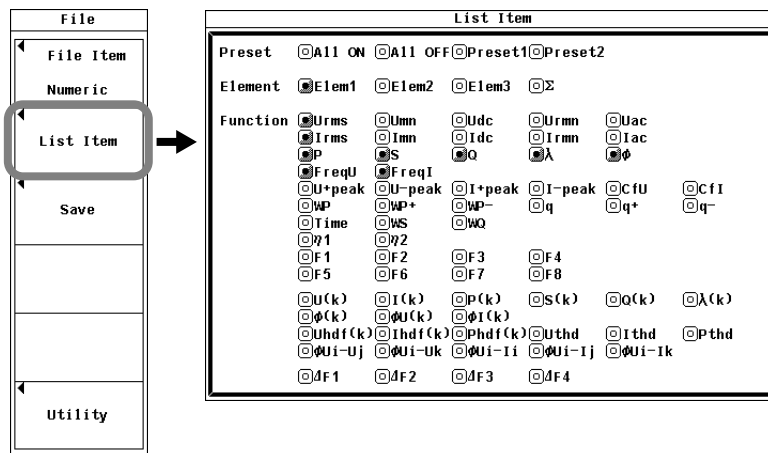 File
File Item
Numeric
List Item
Save
Utility
List Item
Preset All ON All OFF Preset1 Preset2
Element Elem1 Elem2 Elem3 Σ
Function Urms Umn Udc Urmn Uac
Irms Imn Idc Irmn Iac
P S Q λ φ
FreqU FreqI
U+peak U-peak I+peak I-peak CfU CfI
WP WP+ WP- q q+ q-
Time WS WQ
η1 η2
F1 F2 F3 F4
F5 F6 F7 F8
U(k) I(k) P(k) S(k) Q(k) λ(k)
φ(k) φU(k) φI(k)
Uhdf(k) Ihdf(k) Phdf(k) Uthd Ithd Pthd
φUi-Uj φUi-Uk φUi-Ii φUi-Ij φUi-Ik
ΔF1 ΔF2 ΔF3 ΔF4